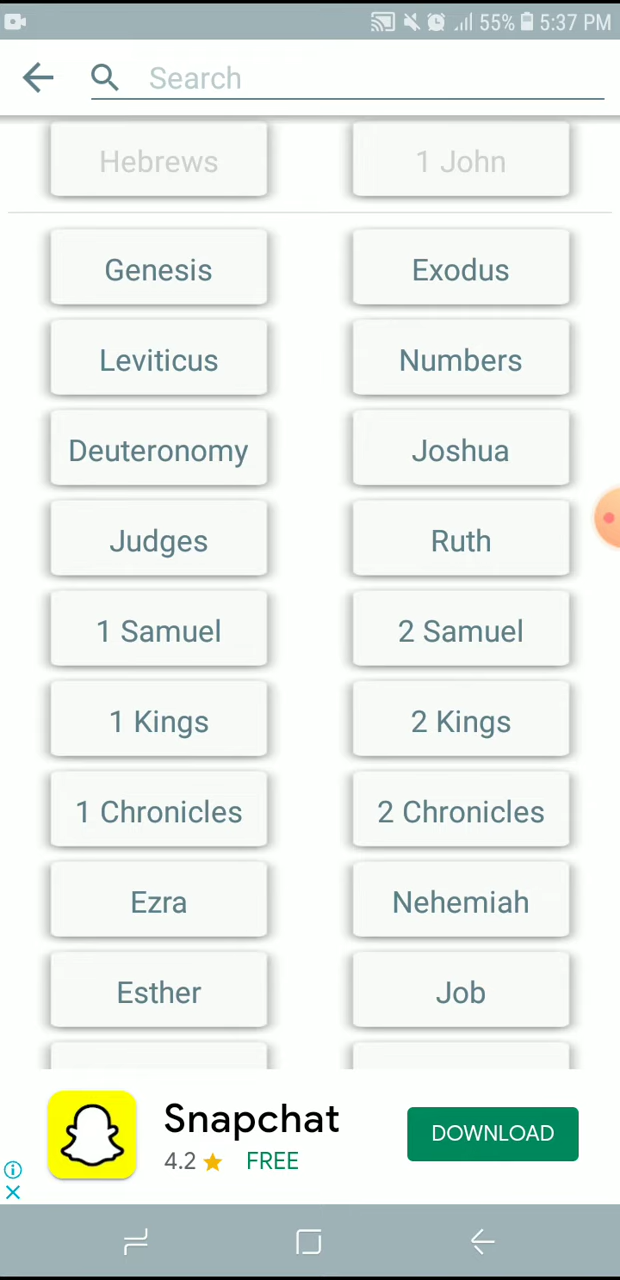 55% 5:37 PM
Search
Hebrews 1 John
Genesis Exodus
Leviticus Numbers
Deuteronomy Joshua
Judges Ruth
1 Samuel 2 Samuel
1 Kings 2 Kings
1 Chronicles 2 Chronicles
Ezra Nehemiah
Esther Job
Snapchat
4.2 FREE
DOWNLOAD